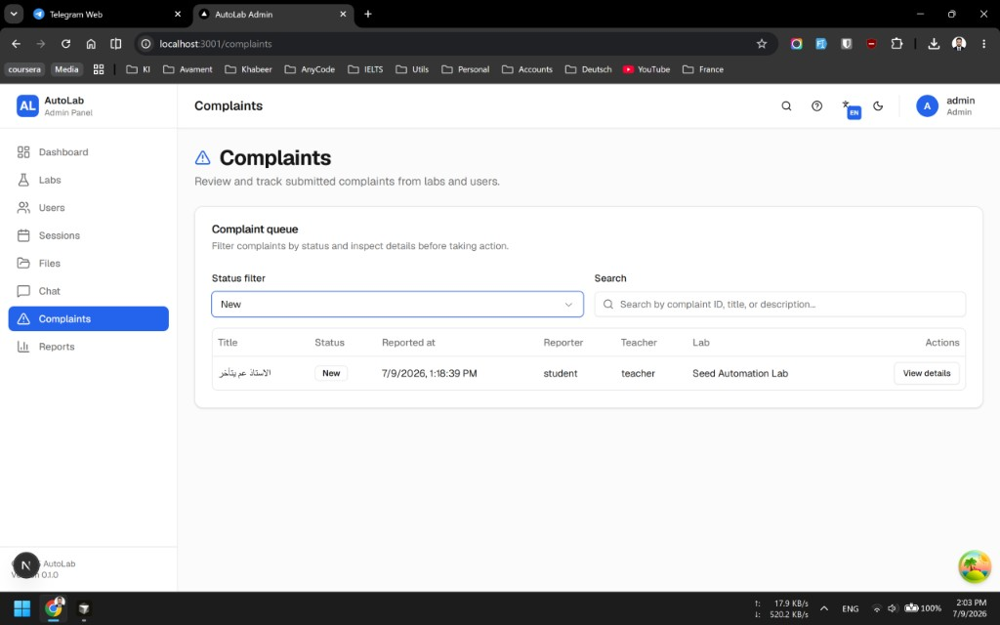 Telegram Web
AutoLab Admin
localhost:3001/complaints
coursera
Media
KI
Avament
Khabeer
AnyCode
IELTS
Utils
Personal
Accounts
Deutsch
YouTube
France
AL
AutoLab
Admin Panel
Complaints
EN
A
admin
Admin
Dashboard
Labs
Users
Sessions
Files
Chat
Complaints
Reports
Complaints
Review and track submitted complaints from labs and users.
Complaint queue
Filter complaints by status and inspect details before taking action.
Status filter
Search
New
Search by complaint ID, title, or description...
Title Status Reported at Reporter Teacher Lab Actions
الاستاذ عم يتأخر New 7/9/2026, 1:18:39 PM student teacher Seed Automation Lab View details
N
AutoLab
0.1.0
↑: 17.9 KB/s
↓: 520.2 KB/s
ENG
100%
2:03 PM
7/9/2026